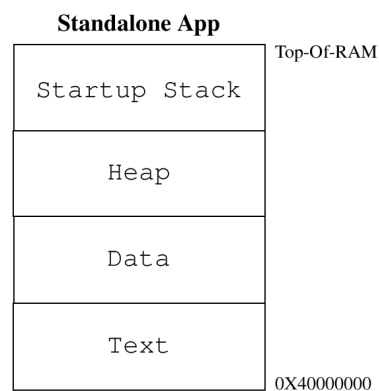 Standalone App
Top-Of-RAM
Startup Stack
Heap
Data
Text
0X40000000